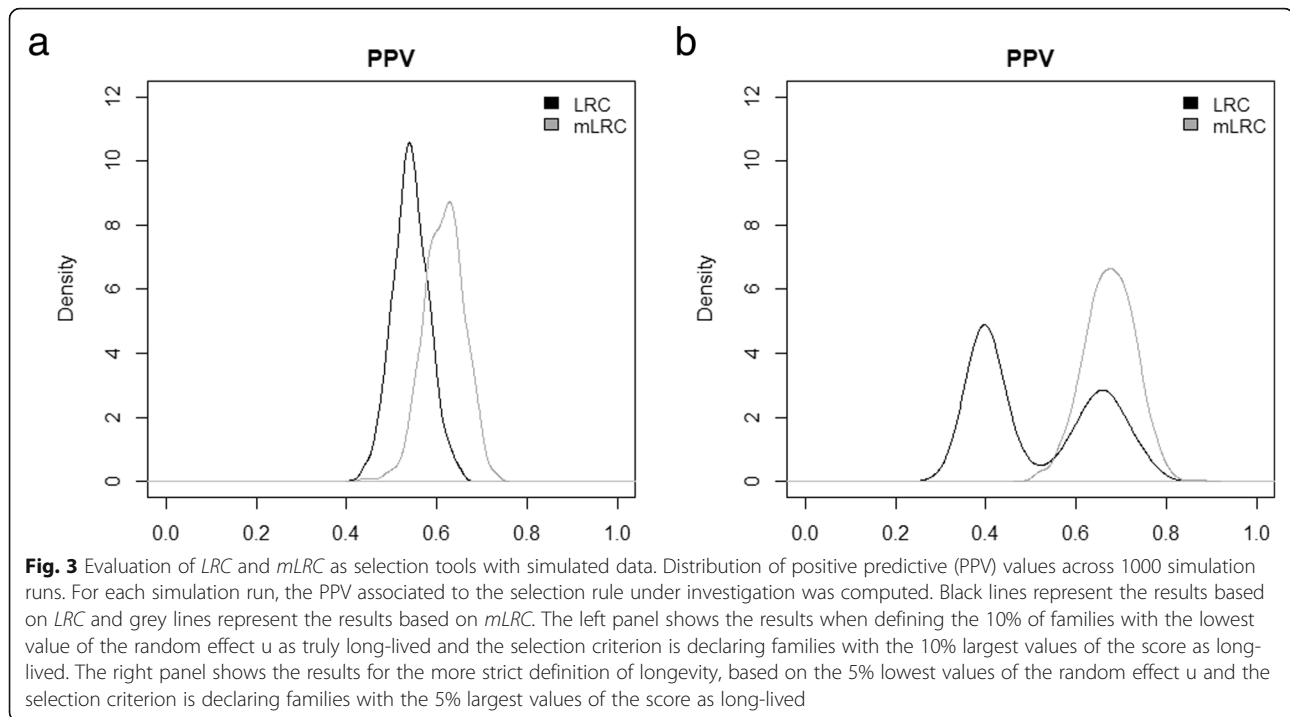 a
PPV
12
10
8
6
4
2
0
Density
LRC
mLRC
0.0 0.2 0.4 0.6 0.8 1.0
b
PPV
12
10
8
6
4
2
0
Density
LRC
mLRC
0.0 0.2 0.4 0.6 0.8 1.0
Fig. 3 Evaluation of LRC and mLRC as selection tools with simulated data. Distribution of positive predictive (PPV) values across 1000 simulation
runs. For each simulation run, the PPV associated to the selection rule under investigation was computed. Black lines represent the results based
on LRC and grey lines represent the results based on mLRC. The left panel shows the results when defining the 10% of families with the lowest
value of the random effect u as truly long-lived and the selection criterion is declaring families with the 10% largest values of the score as long-
lived. The right panel shows the results for the more strict definition of longevity, based on the 5% lowest values of the random effect u and the
selection criterion is declaring families with the 5% largest values of the score as long-lived